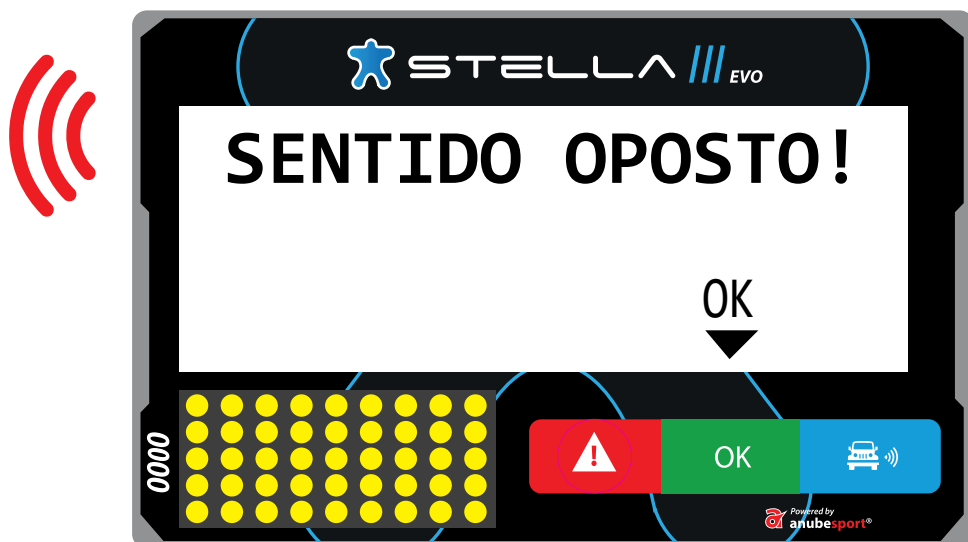 STELLA III EVO
SENTIDO OPOSTO!
OK
0000
OK
Powered by
anubesport®